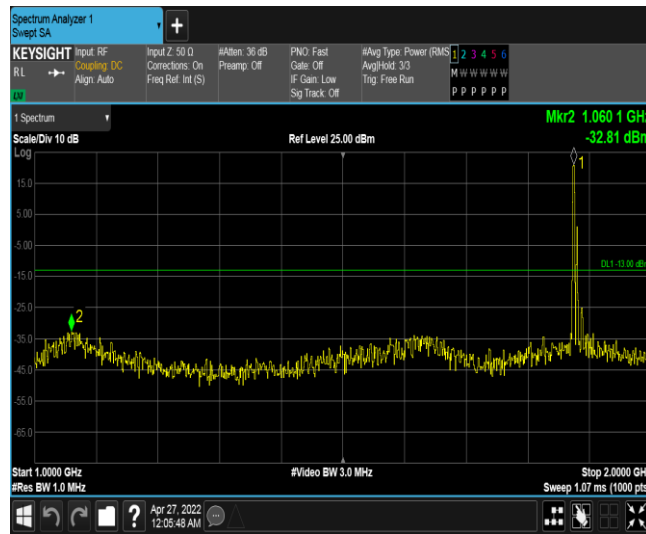 Spectrum Analyzer 1
Swept SA
+
KEYSIGHT
RL
Input: RF
Coupling: DC
Align: Auto
Input Z: 50 Ω
Corrections: On
Freq Ref: Int (S)
#Atten: 36 dB
Preamp: Off
PNO: Fast
Gate: Off
IF Gain: Low
Sig Track: Off
#Avg Type: Power (RMS
Avg|Hold: 3/3
Trig: Free Run
1 2 3 4 5 6
M W W W W W
P P P P P P
1 Spectrum
Mkr2 1.060 1 GHz
-32.81 dBm
Scale/Div 10 dB
Ref Level 25.00 dBm
Log
1
15.0
5.00
-5.00
DL1 -13.00 dBm
-15.0
-25.0
2
-35.0
-45.0
-55.0
-65.0
Start 1.0000 GHz
#Video BW 3.0 MHz
Stop 2.0000 GH
#Res BW 1.0 MHz
Sweep 1.07 ms (1000 pts
?
Apr 27, 2022
12:05:48 AM